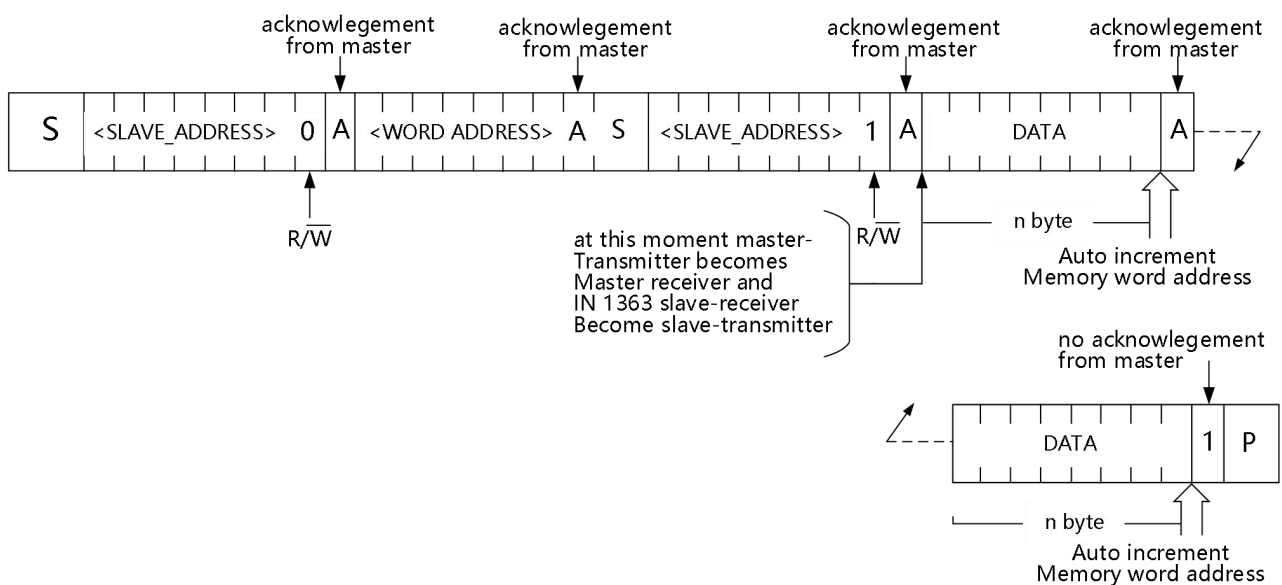 acknowlegement
from master
acknowlegement
from master
acknowlegement
from master
acknowlegement
from master
S <SLAVE_ADDRESS> 0 A <WORD ADDRESS> A S <SLAVE_ADDRESS> 1 A DATA A
R/W̅
R/W̅
n byte
at this moment master-
Transmitter becomes
Master receiver and
IN 1363 slave-receiver
Become slave-transmitter
Auto increment
Memory word address
no acknowlegement
from master
DATA 1 P
n byte
Auto increment
Memory word address